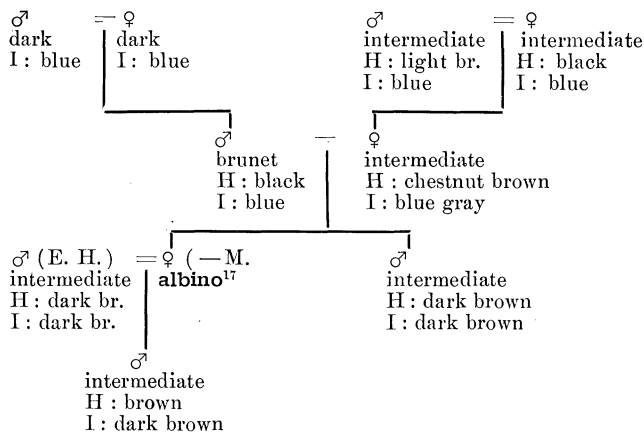 ♂ — ♀
dark dark
I : blue I : blue
♂ = ♀
intermediate intermediate
H : light br. H : black
I : blue I : blue
♂ — ♀
brunet intermediate
H : black H : chestnut brown
I : blue I : blue gray
♂ (E. H.) = ♀ (—M.
intermediate albino¹⁷
H : dark br.
I : dark br.
♂
intermediate
H : dark brown
I : dark brown
♂
intermediate
H : brown
I : dark brown